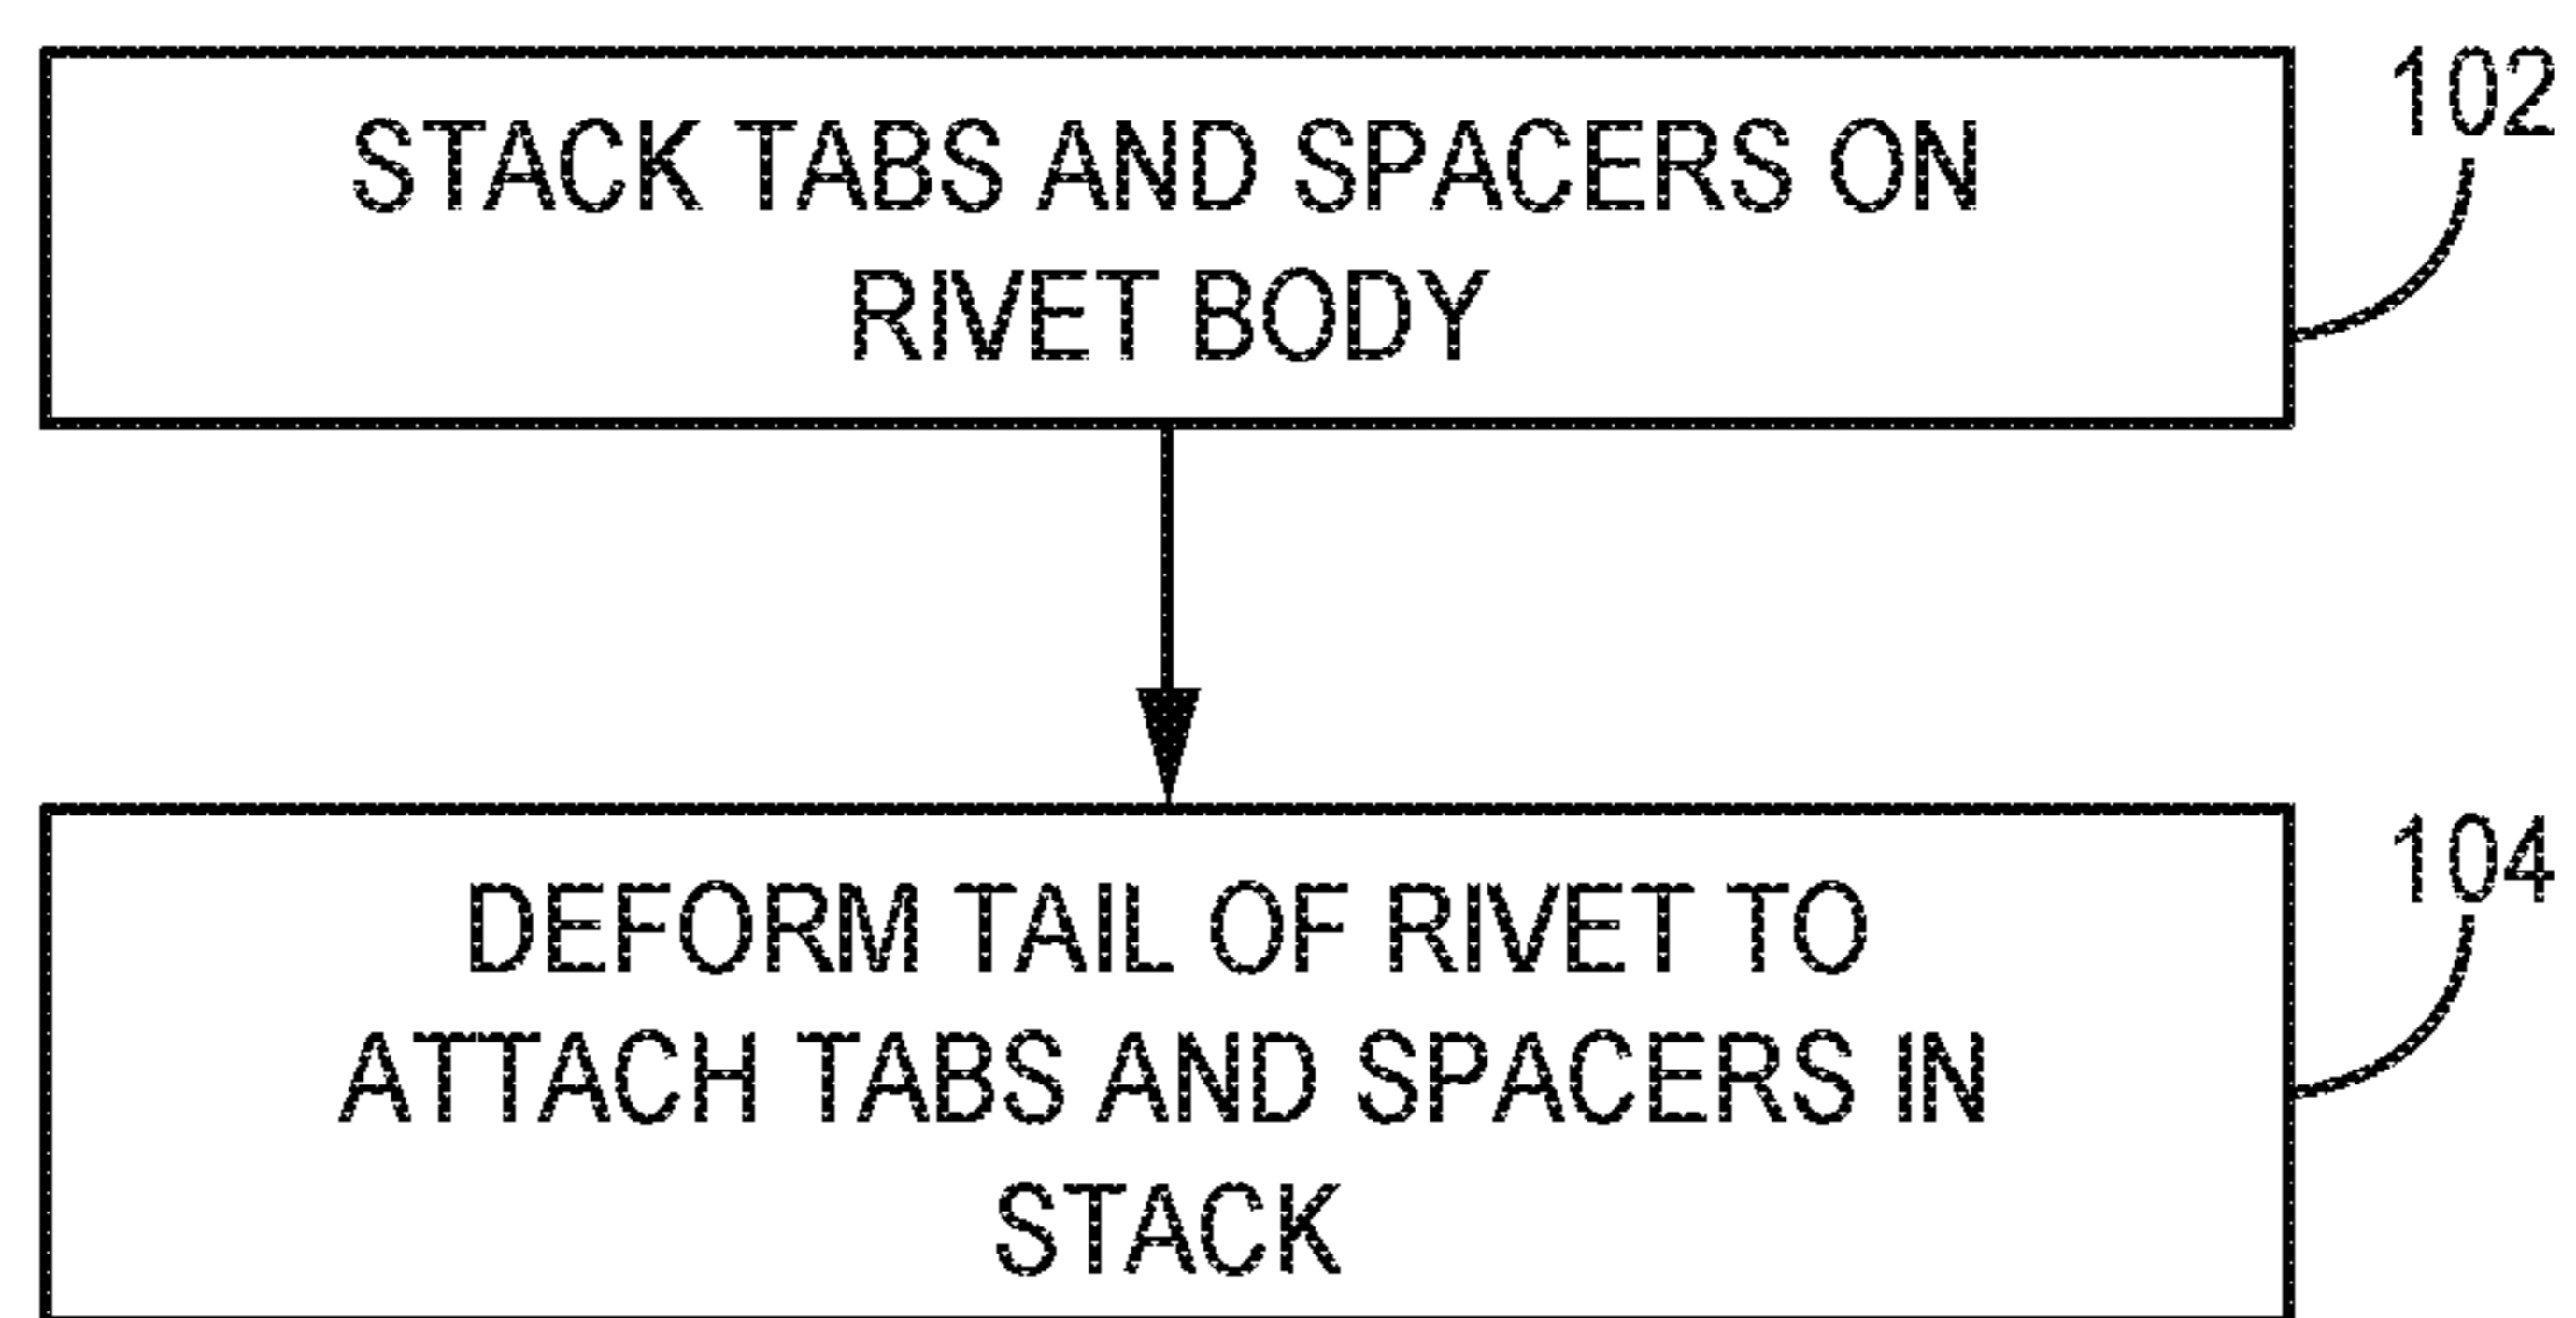 102
STACK TABS AND SPACERS ON
RIVET BODY
104
DEFORM TAIL OF RIVET TO
ATTACH TABS AND SPACERS IN
STACK